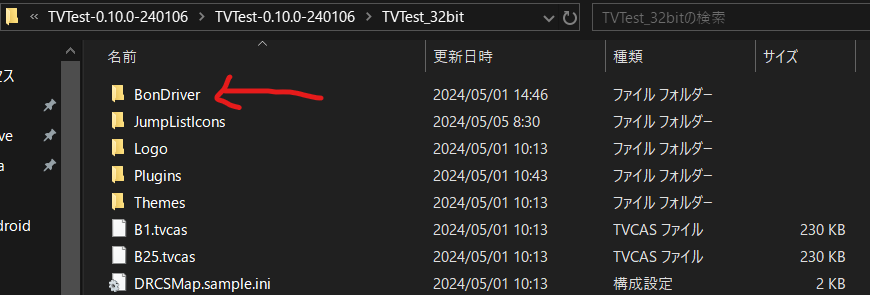 « TVTest-0.10.0-240106 › TVTest-0.10.0-240106 › TVTest_32bit
TVTest_32bitの検索
名前 更新日時 種類 サイズ
セス
BonDriver 2024/05/01 14:46 ファイル フォルダー
JumpListIcons 2024/05/05 8:30 ファイル フォルダー
ve
Logo 2024/05/01 10:13 ファイル フォルダー
a
Plugins 2024/05/01 10:43 ファイル フォルダー
Themes 2024/05/01 10:13 ファイル フォルダー
droid
B1.tvcas 2024/05/01 10:13 TVCAS ファイル 230 KB
B25.tvcas 2024/05/01 10:13 TVCAS ファイル 230 KB
DRCSMap.sample.ini 2024/05/01 10:13 構成設定 2 KB